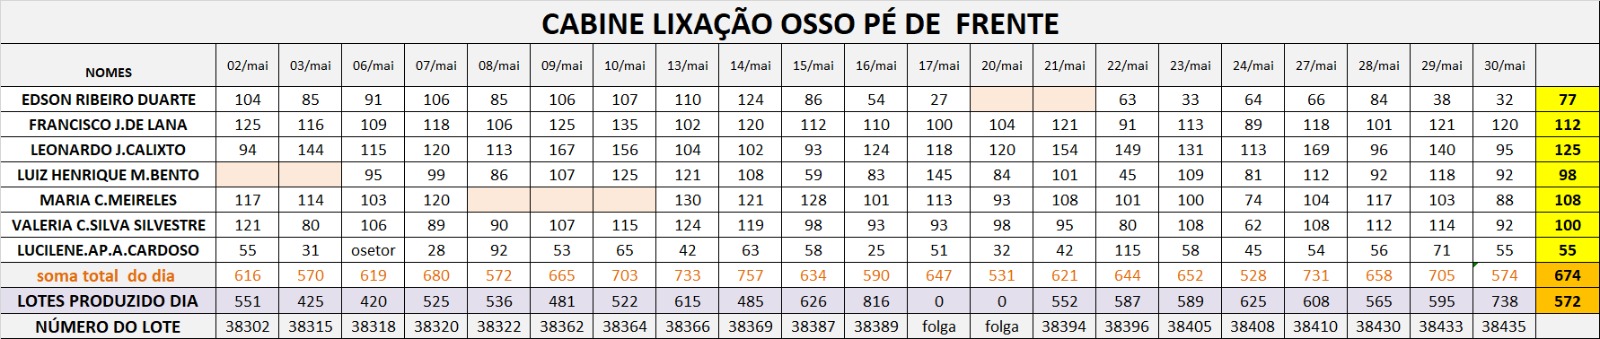 CABINE LIXAÇÃO OSSO PÉ DE FRENTE
NOMES 02/mai 03/mai 06/mai 07/mai 08/mai 09/mai 10/mai 13/mai 14/mai 15/mai 16/mai 17/mai 20/mai 21/mai 22/mai 23/mai 24/mai 27/mai 28/mai 29/mai 30/mai
EDSON RIBEIRO DUARTE 104 85 91 106 85 106 107 110 124 86 54 27 63 33 64 66 84 38 32 77
FRANCISCO J.DE LANA 125 116 109 118 106 125 135 102 120 112 110 100 104 121 91 113 89 118 101 121 120 112
LEONARDO J.CALIXTO 94 144 115 120 113 167 156 104 102 93 124 118 120 154 149 131 113 169 96 140 95 125
LUIZ HENRIQUE M.BENTO 95 99 86 107 125 121 108 59 83 145 84 101 45 109 81 112 92 118 92 98
MARIA C.MEIRELES 117 114 103 120 130 121 128 101 113 93 108 101 100 74 104 117 103 88 108
VALERIA C.SILVA SILVESTRE 121 80 106 89 90 107 115 124 119 98 93 93 98 95 80 108 62 108 112 114 92 100
LUCILENE.AP.A.CARDOSO 55 31 osetor 28 92 53 65 42 63 58 25 51 32 42 115 58 45 54 56 71 55 55
soma total do dia 616 570 619 680 572 665 703 733 757 634 590 647 531 621 644 652 528 731 658 705 574 674
LOTES PRODUZIDO DIA 551 425 420 525 536 481 522 615 485 626 816 0 0 552 587 589 625 608 565 595 738 572
NÚMERO DO LOTE 38302 38315 38318 38320 38322 38362 38364 38366 38369 38387 38389 folga folga 38394 38396 38405 38408 38410 38430 38433 38435